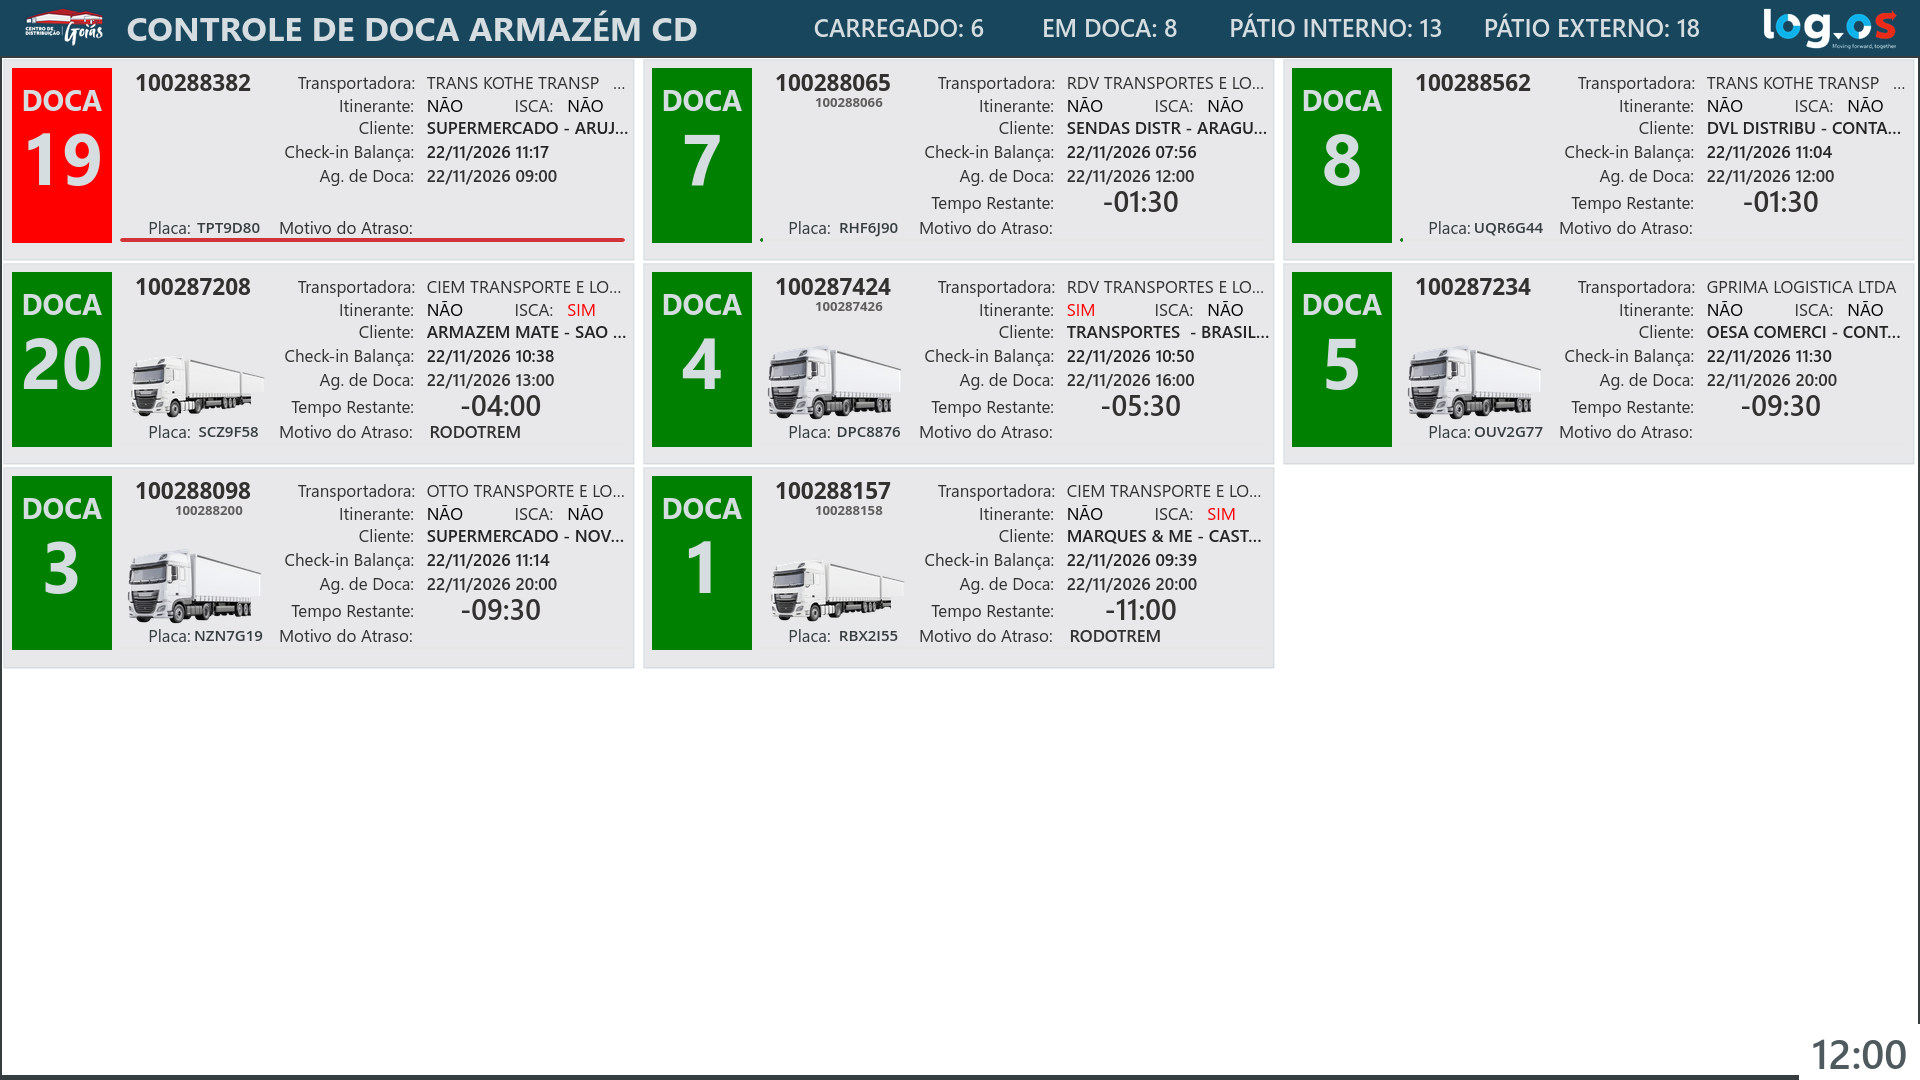 CENTRO DE DISTRIBUIÇÃO Goiás
CONTROLE DE DOCA ARMAZÉM CD
CARREGADO: 6
EM DOCA: 8
PÁTIO INTERNO: 13
PÁTIO EXTERNO: 18
log.os
Moving forward, together
DOCA
19
100288382
Transportadora: TRANS KOTHE TRANSP ...
Itinerante: NÃO ISCA: NÃO
Cliente: SUPERMERCADO - ARUJ...
Check-in Balança: 22/11/2026 11:17
Ag. de Doca: 22/11/2026 09:00
Placa: TPT9D80 Motivo do Atraso:
DOCA
7
100288065
100288066
Transportadora: RDV TRANSPORTES E LO...
Itinerante: NÃO ISCA: NÃO
Cliente: SENDAS DISTR - ARAGU...
Check-in Balança: 22/11/2026 07:56
Ag. de Doca: 22/11/2026 12:00
Tempo Restante: -01:30
Placa: RHF6J90 Motivo do Atraso:
DOCA
8
100288562
Transportadora: TRANS KOTHE TRANSP ...
Itinerante: NÃO ISCA: NÃO
Cliente: DVL DISTRIBU - CONTA...
Check-in Balança: 22/11/2026 11:04
Ag. de Doca: 22/11/2026 12:00
Tempo Restante: -01:30
Placa: UQR6G44 Motivo do Atraso:
DOCA
20
100287208
Transportadora: CIEM TRANSPORTE E LO...
Itinerante: NÃO ISCA: SIM
Cliente: ARMAZEM MATE - SAO ...
Check-in Balança: 22/11/2026 10:38
Ag. de Doca: 22/11/2026 13:00
Tempo Restante: -04:00
Placa: SCZ9F58 Motivo do Atraso: RODOTREM
DOCA
4
100287424
100287426
Transportadora: RDV TRANSPORTES E LO...
Itinerante: SIM ISCA: NÃO
Cliente: TRANSPORTES - BRASIL...
Check-in Balança: 22/11/2026 10:50
Ag. de Doca: 22/11/2026 16:00
Tempo Restante: -05:30
Placa: DPC8876 Motivo do Atraso:
DOCA
5
100287234
Transportadora: GPRIMA LOGISTICA LTDA
Itinerante: NÃO ISCA: NÃO
Cliente: OESA COMERCI - CONT...
Check-in Balança: 22/11/2026 11:30
Ag. de Doca: 22/11/2026 20:00
Tempo Restante: -09:30
Placa: OUV2G77 Motivo do Atraso:
DOCA
3
100288098
100288200
Transportadora: OTTO TRANSPORTE E LO...
Itinerante: NÃO ISCA: NÃO
Cliente: SUPERMERCADO - NOV...
Check-in Balança: 22/11/2026 11:14
Ag. de Doca: 22/11/2026 20:00
Tempo Restante: -09:30
Placa: NZN7G19 Motivo do Atraso:
DOCA
1
100288157
100288158
Transportadora: CIEM TRANSPORTE E LO...
Itinerante: NÃO ISCA: SIM
Cliente: MARQUES & ME - CAST...
Check-in Balança: 22/11/2026 09:39
Ag. de Doca: 22/11/2026 20:00
Tempo Restante: -11:00
Placa: RBX2I55 Motivo do Atraso: RODOTREM
12:00